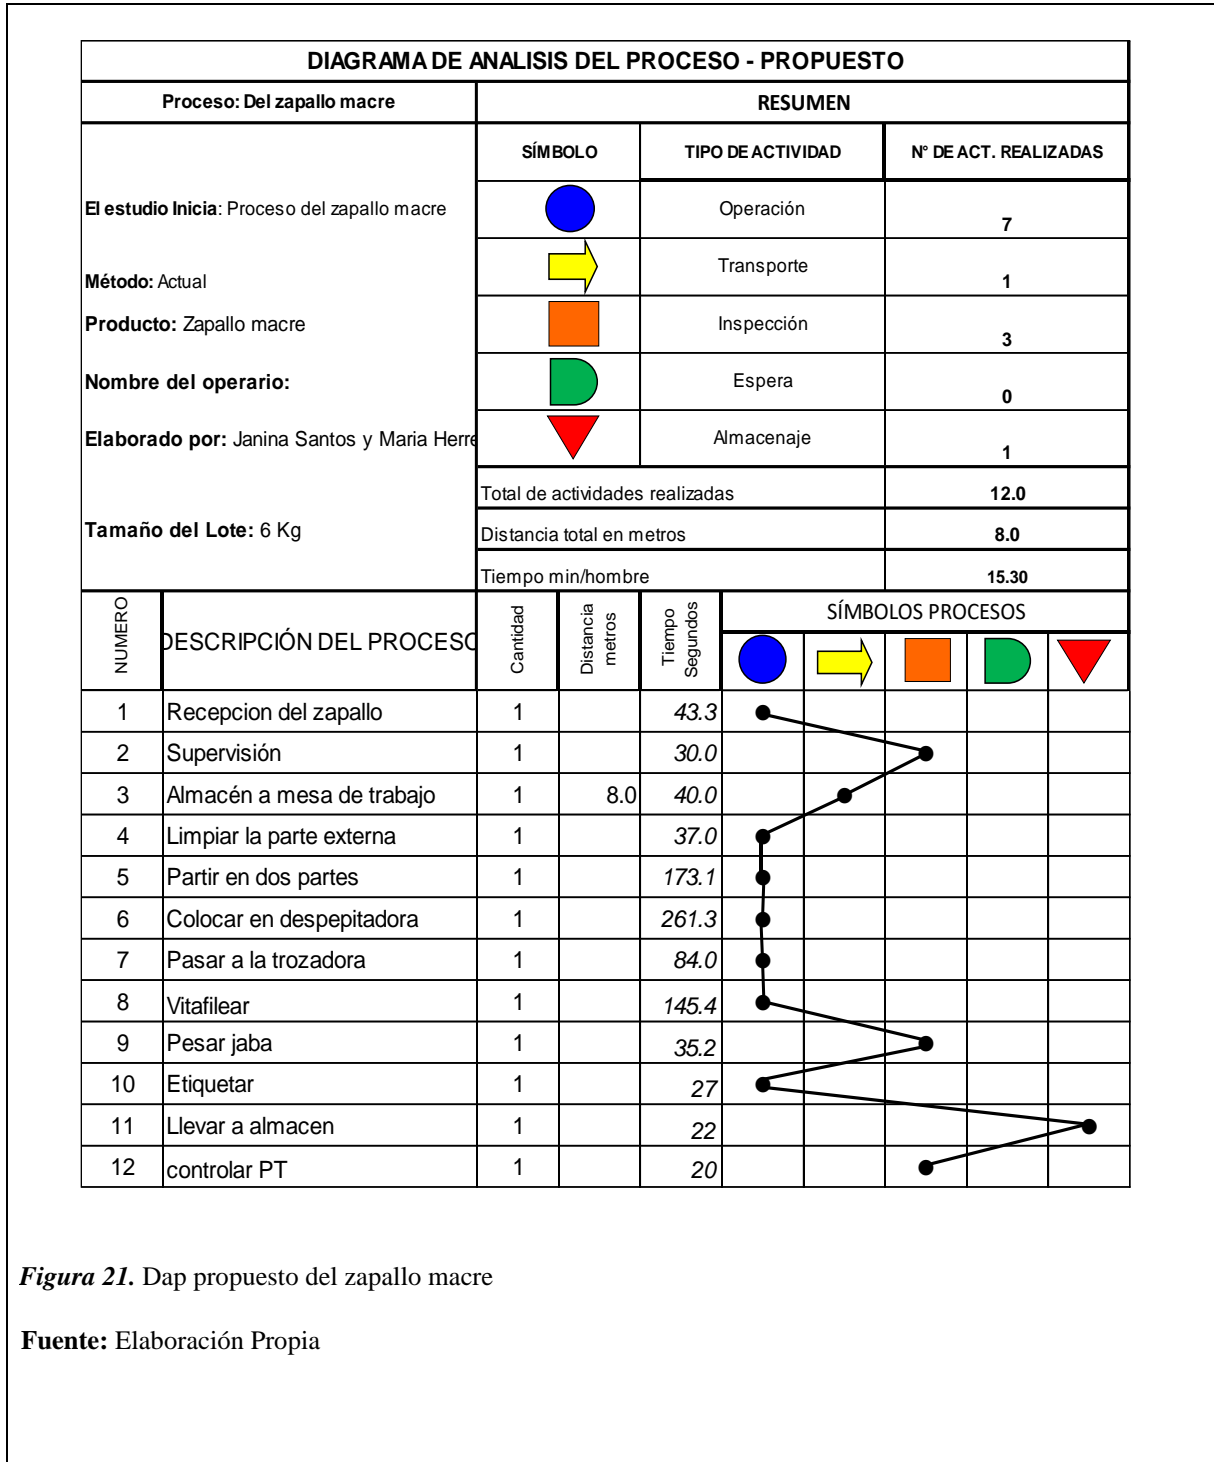 DIAGRAMA DE ANALISIS DEL PROCESO - PROPUESTO
Proceso: Del zapallo macre
RESUMEN
SÍMBOLO TIPO DE ACTIVIDAD N° DE ACT. REALIZADAS
El estudio Inicia: Proceso del zapallo macre
Operación 7
Método: Actual
Transporte 1
Producto: Zapallo macre
Inspección 3
Nombre del operario:
Espera 0
Elaborado por: Janina Santos y Maria Herre
Almacenaje 1
Total de actividades realizadas 12.0
Tamaño del Lote: 6 Kg
Distancia total en metros 8.0
Tiempo min/hombre 15.30
NUMERO
DESCRIPCIÓN DEL PROCESO
Cantidad
Distancia
metros
Tiempo
Segundos
SÍMBOLOS PROCESOS
1 Recepcion del zapallo 1 43.3
2 Supervisión 1 30.0
3 Almacén a mesa de trabajo 1 8.0 40.0
4 Limpiar la parte externa 1 37.0
5 Partir en dos partes 1 173.1
6 Colocar en despepitadora 1 261.3
7 Pasar a la trozadora 1 84.0
8 Vitafilear 1 145.4
9 Pesar jaba 1 35.2
10 Etiquetar 1 27
11 Llevar a almacen 1 22
12 controlar PT 1 20
Figura 21. Dap propuesto del zapallo macre
Fuente: Elaboración Propia